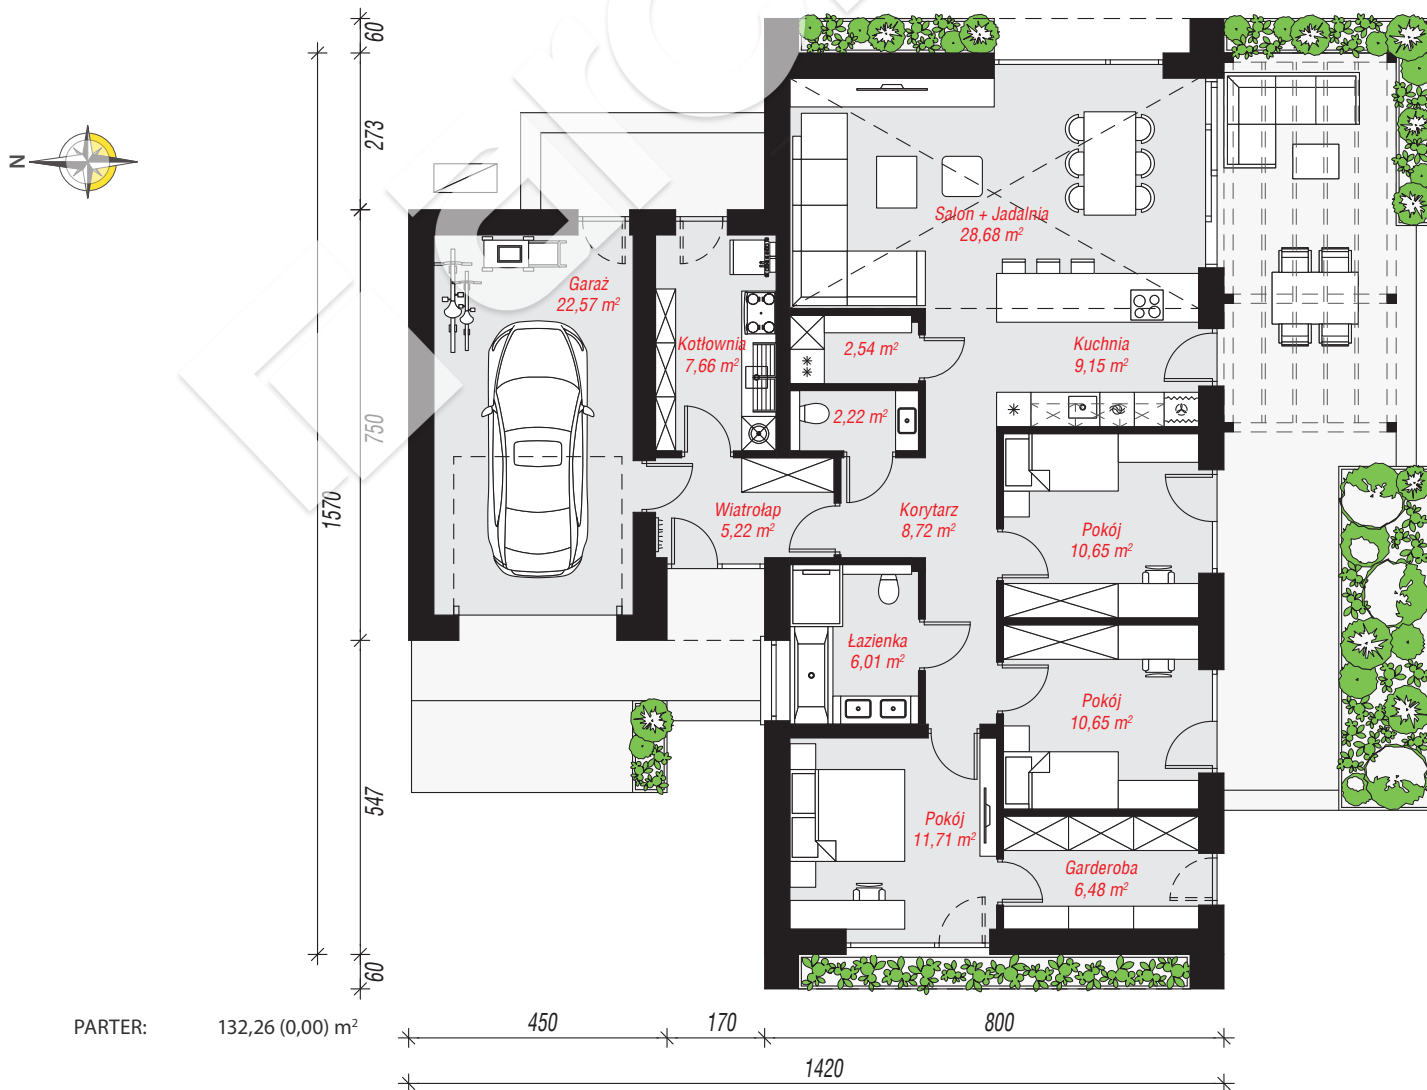 60
273
N
Salon + Jadalnia
28,68 m²
Garaż
22,57 m²
Kotłownia
7,66 m²
2,54 m²
Kuchnia
9,15 m²
750
2,22 m²
1570
Wiatrołap
5,22 m²
Korytarz
8,72 m²
Pokój
10,65 m²
Łazienka
6,01 m²
Pokój
10,65 m²
547
Pokój
11,71 m²
Garderoba
6,48 m²
60
PARTER: 132,26 (0,00) m²
450
170
800
1420